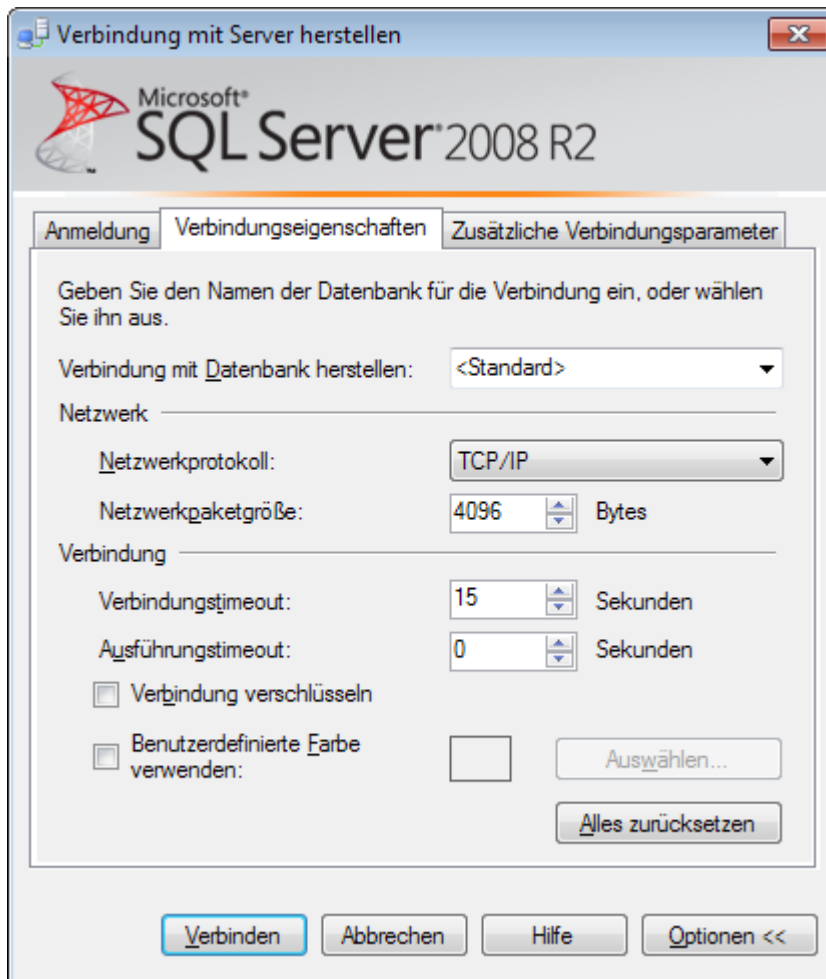 Verbindung mit Server herstellen
Microsoft®
SQL Server® 2008 R2
Anmeldung Verbindungseigenschaften Zusätzliche Verbindungsparameter
Geben Sie den Namen der Datenbank für die Verbindung ein, oder wählen
Sie ihn aus.
Verbindung mit Datenbank herstellen: <Standard>
Netzwerk
Netzwerkprotokoll: TCP/IP
Netzwerkpaketgröße: 4096 Bytes
Verbindung
Verbindungstimeout: 15 Sekunden
Ausführungstimeout: 0 Sekunden
Verbindung verschlüsseln
Benutzerdefinierte Farbe
verwenden:
Auswählen...
Alles zurücksetzen
Verbinden Abbrechen Hilfe Optionen <<